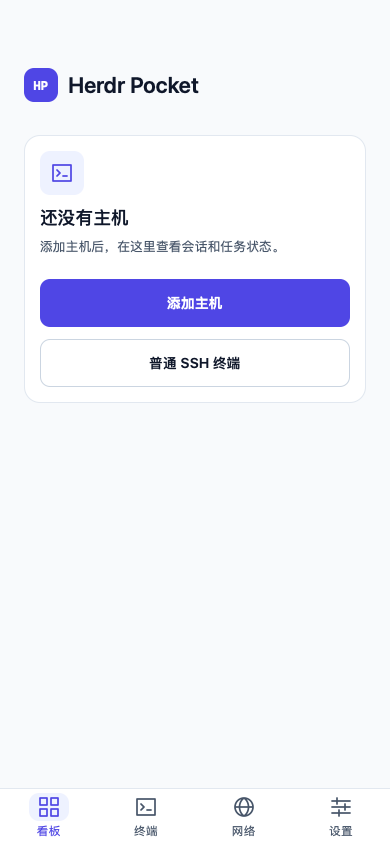 HP
Herdr Pocket
还没有主机
添加主机后，在这里查看会话和任务状态。
添加主机
普通 SSH 终端
看板
终端
网络
设置